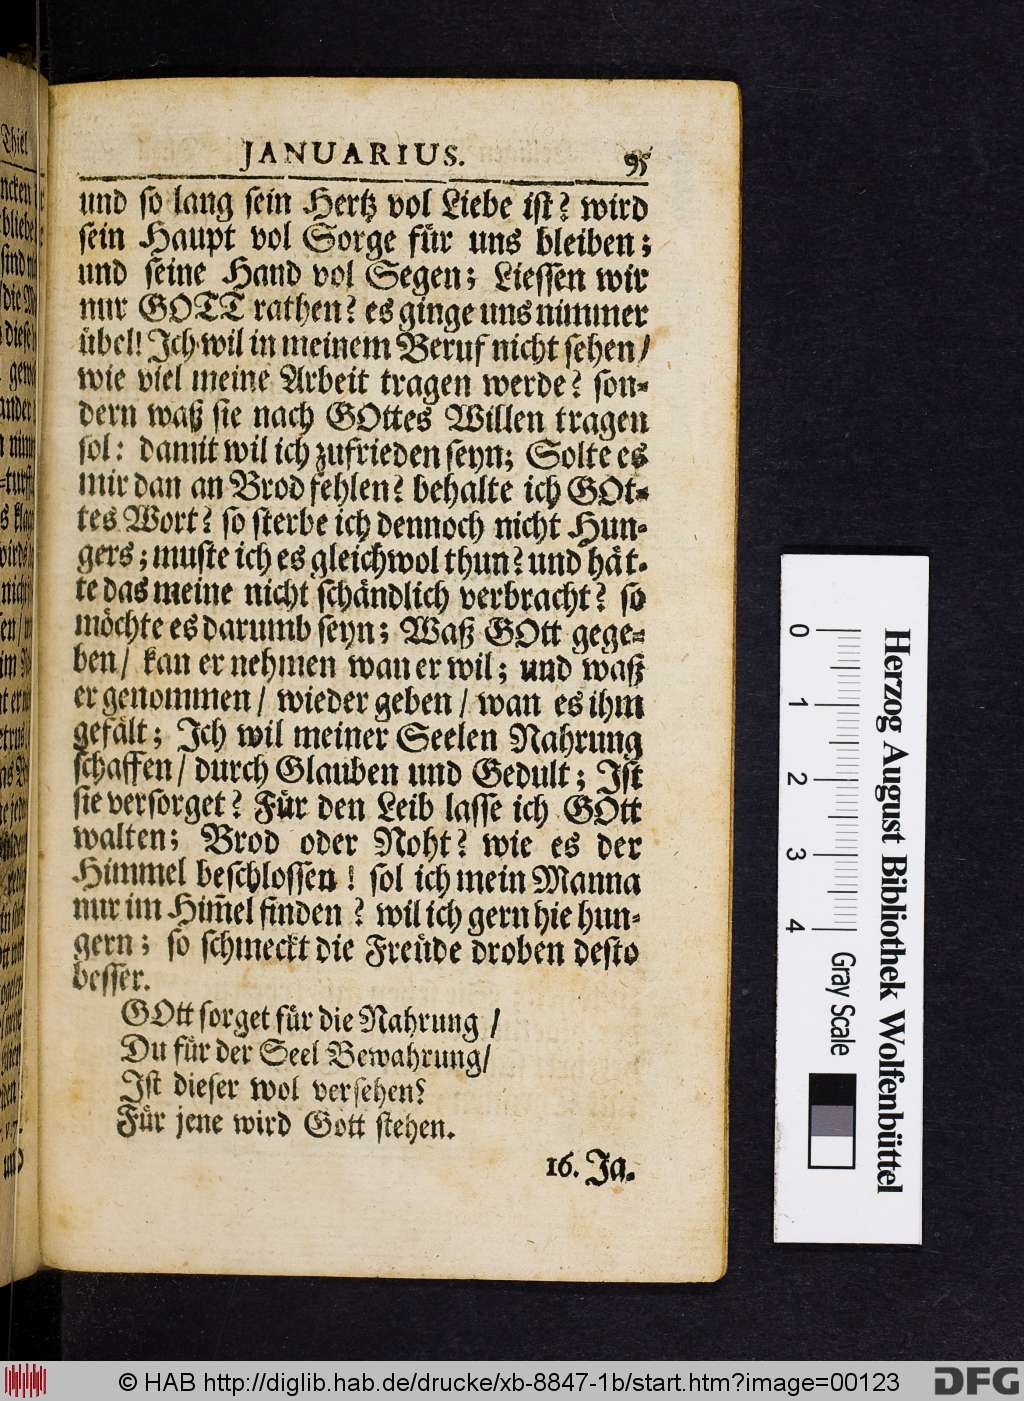 JANUARIUS. 95
und so lang sein Hertz vol Liebe ist? wird
sein Haupt vol Sorge für uns bleiben;
und seine Hand vol Segen; Liessen wir
nur GOTT rathen? es ginge uns nimmer
übel! Ich wil in meinem Beruf nicht sehen/
wie viel meine Arbeit tragen werde? son-
dern waß sie nach GOttes Willen tragen
sol: damit wil ich zufrieden seyn; Solte es
mir dan an Brod fehlen? behalte ich GOt-
tes Wort? so sterbe ich dennoch nicht Hun-
gers; muste ich es gleichwol thun? und hät-
te das meine nicht schändlich verbracht? so
möchte es darumb seyn; Waß GOtt gege-
ben/ kan er nehmen wan er wil; und waß
er genommen/ wieder geben/ wan es ihm
gefält; Ich wil meiner Seelen Nahrung
schaffen/ durch Glauben und Gedult; Ist
sie versorget? Für den Leib lasse ich GOtt
walten; Brod oder Noht? wie es der
Himmel beschlossen! sol ich mein Manna
nur im Him̄el finden? wil ich gern hie hun-
gern; so schmeckt die Freüde droben desto
besser.
GOtt sorget für die Nahrung/
Du für der Seel Bewahrung/
Ist dieser wol versehen?
Für jene wird Gott stehen.
16. Ja.
Herzog August Bibliothek Wolfenbüttel
0 1 2 3 4 Gray Scale
© HAB http://diglib.hab.de/drucke/xb-8847-1b/start.htm?image=00123
DFG